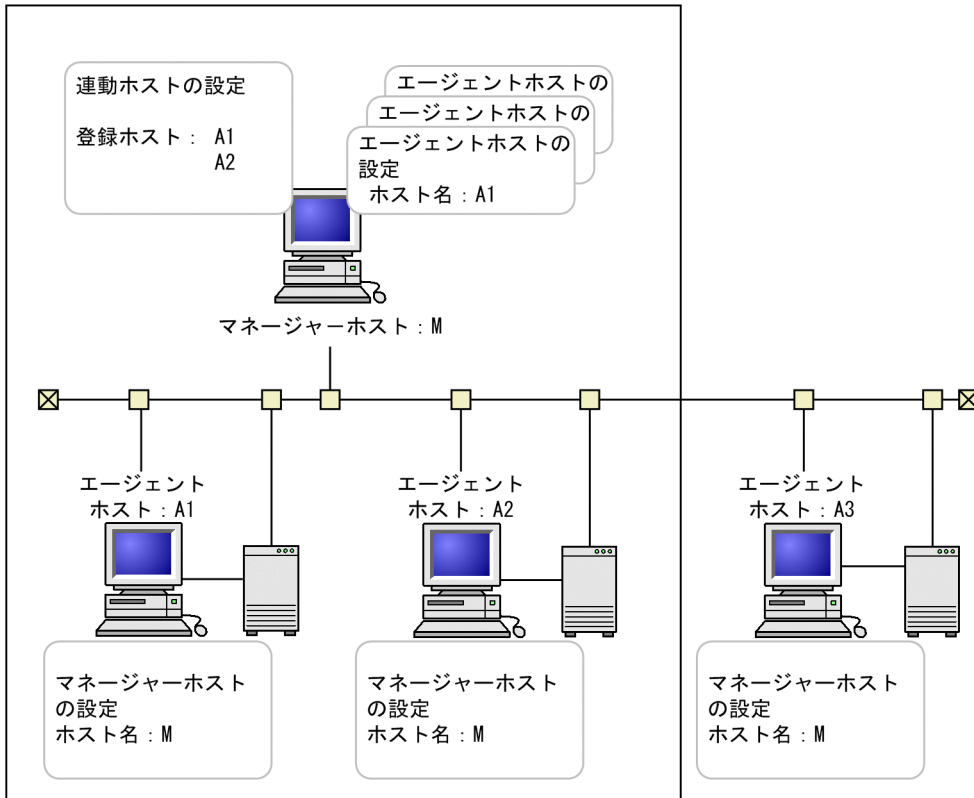 連動ホストの設定
登録ホスト： A1
A2
エージェントホストの
エージェントホストの
エージェントホストの
設定
ホスト名：A1
マネージャーホスト：M
エージェント
ホスト：A1
エージェント
ホスト：A2
エージェント
ホスト：A3
マネージャーホスト
の設定
ホスト名：M
マネージャーホスト
の設定
ホスト名：M
マネージャーホスト
の設定
ホスト名：M